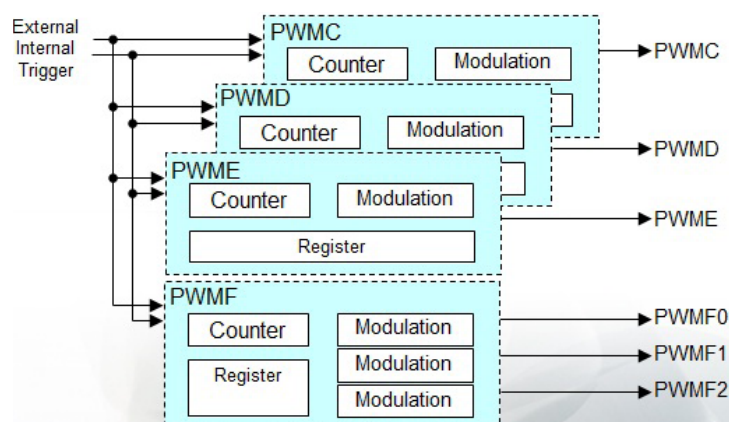 External
Internal
Trigger
PWMC
Counter
Modulation
PWMC
PWMD
Counter
Modulation
PWMD
PWME
Counter
Modulation
Register
PWME
PWMF
Counter
Register
Modulation
Modulation
Modulation
PWMF0
PWMF1
PWMF2